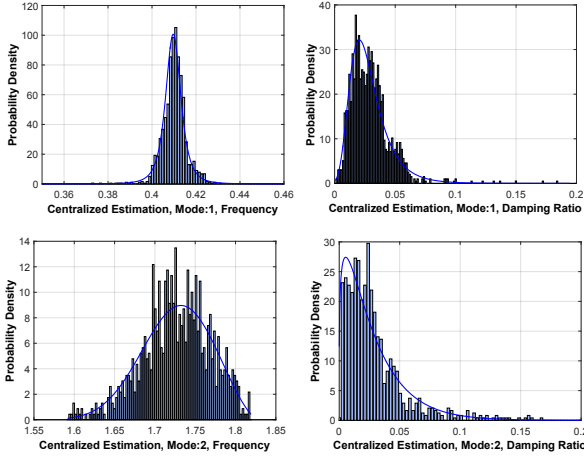 120
100
80
60
40
20
0
Probability Density
0.36 0.38 0.4 0.42 0.44 0.46
Centralized Estimation, Mode:1, Frequency
40
30
20
10
0
Probability Density
0 0.05 0.1 0.15 0.2
Centralized Estimation, Mode:1, Damping Ratio
14
12
10
8
6
4
2
0
Probability Density
1.55 1.6 1.65 1.7 1.75 1.8 1.85
Centralized Estimation, Mode:2, Frequency
30
25
20
15
10
5
0
Probability Density
0 0.05 0.1 0.15 0.2
Centralized Estimation, Mode:2, Damping Ratio